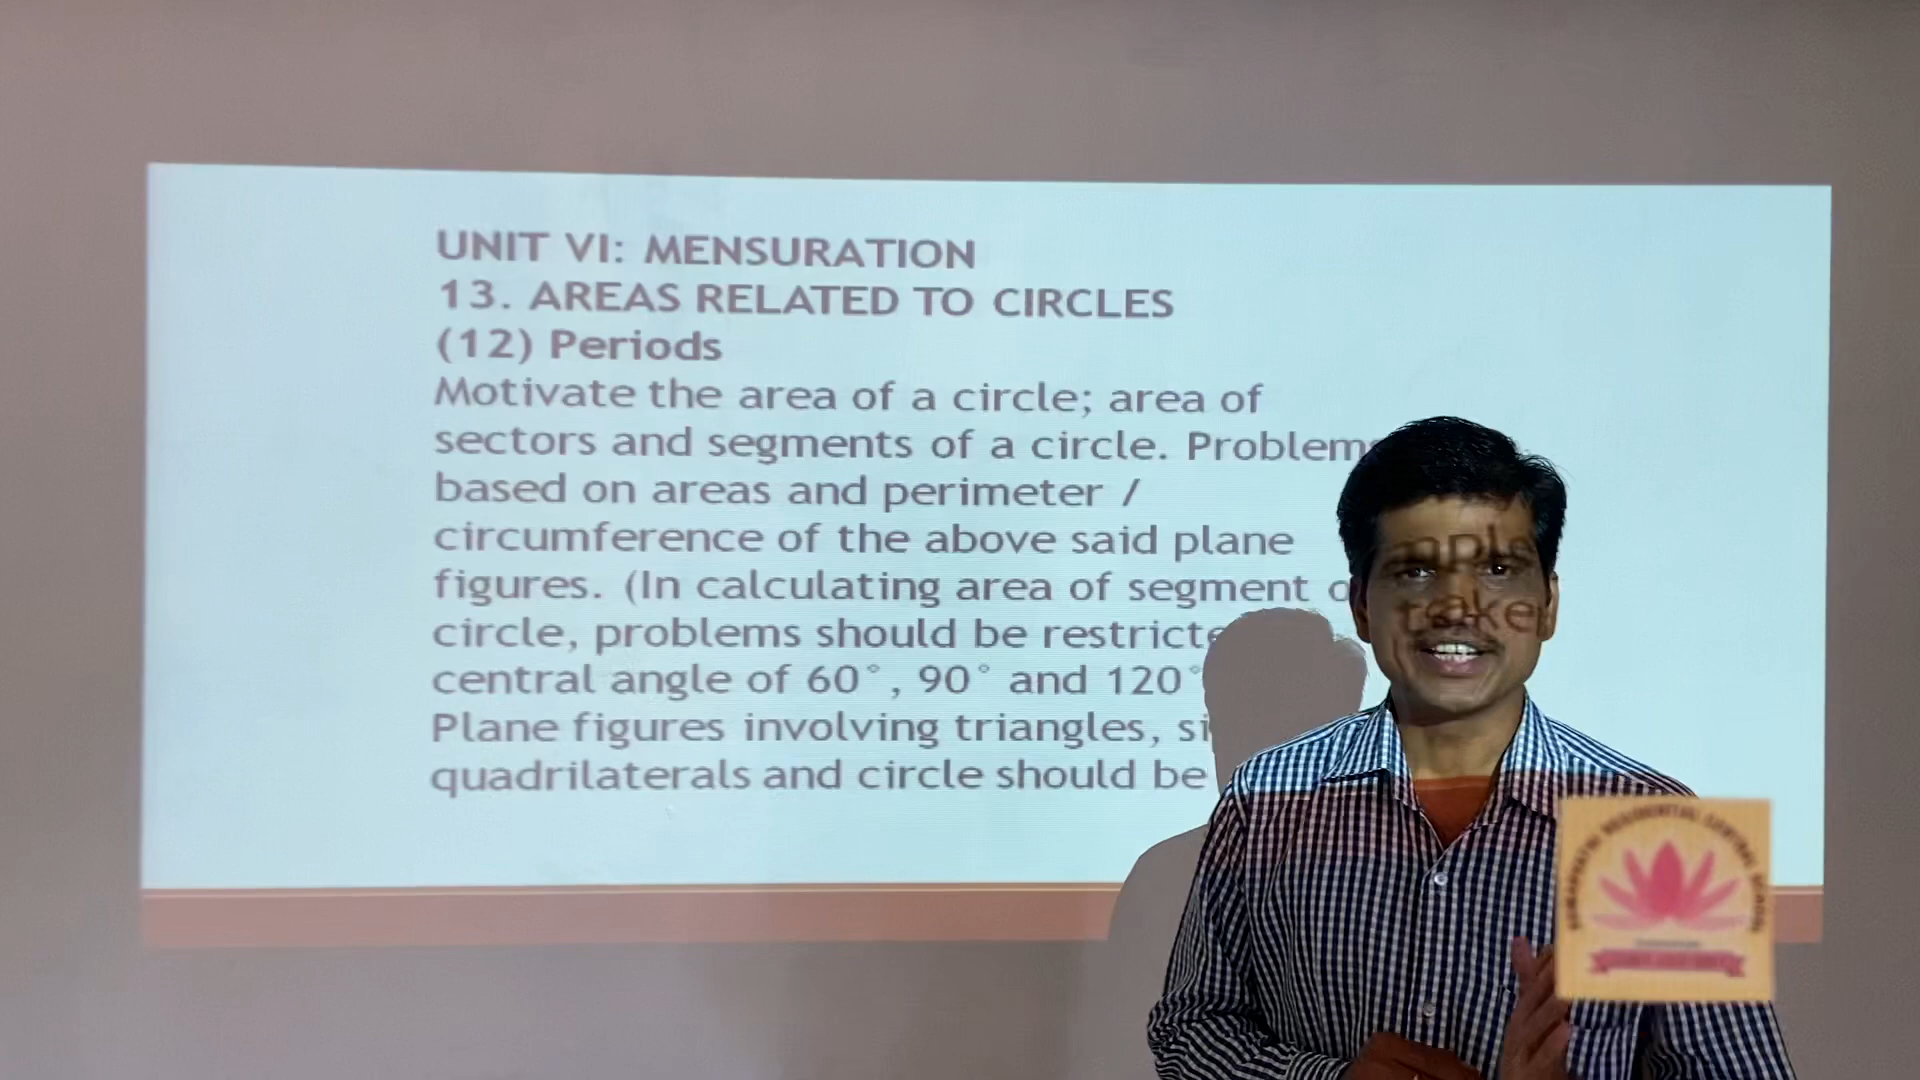 UNIT VI: MENSURATION
13. AREAS RELATED TO CIRCLES
(12) Periods
Motivate the area of a circle; area of
sectors and segments of a circle. Problems
based on areas and perimeter /
circumference of the above said plane
figures. (In calculating area of segment
circle, problems should be
central angle of 60°, 90° and 120°
Plane figures involving triangles,
quadrilaterals and circle should be